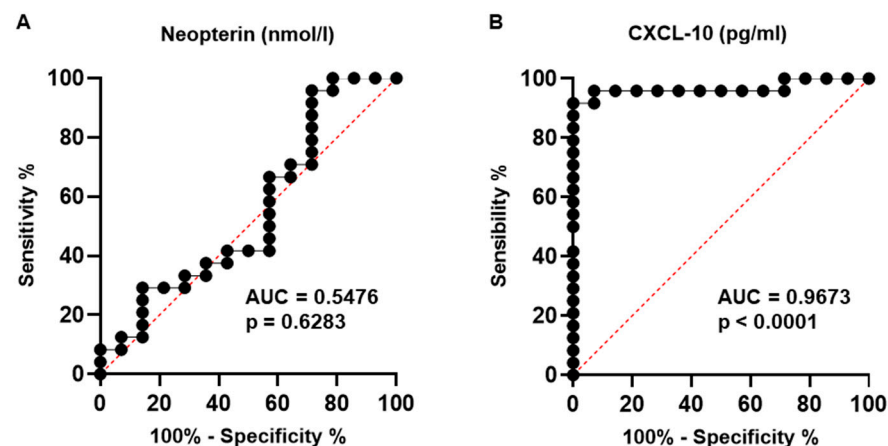 A
Neopterin (nmol/l)
100
80
60
40
20
0
Sensitivity %
AUC = 0.5476
p = 0.6283
0 20 40 60 80 100
100% - Specificity %
B
CXCL-10 (pg/ml)
100
80
60
40
20
0
Sensibility %
AUC = 0.9673
p < 0.0001
0 20 40 60 80 100
100% - Specificity %